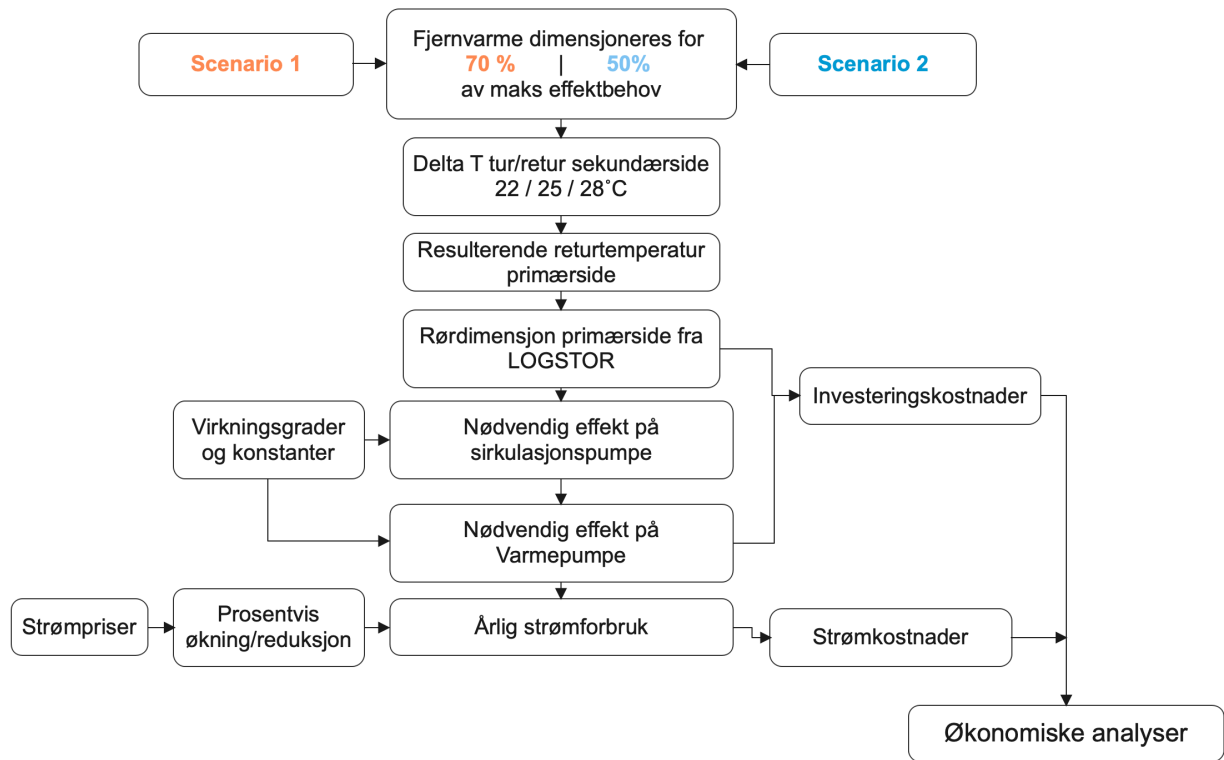 Scenario 1
Fjernvarme dimensjoneres for
70 % | 50%
av maks effektbehov
Scenario 2
Delta T tur/retur sekundærside
22 / 25 / 28˚C
Resulterende returtemperatur
primærside
Rørdimensjon primærside fra
LOGSTOR
Investeringskostnader
Virkningsgrader
og konstanter
Nødvendig effekt på
sirkulasjonspumpe
Nødvendig effekt på
Varmepumpe
Strømpriser
Prosentvis
økning/reduksjon
Årlig strømforbruk
Strømkostnader
Økonomiske analyser